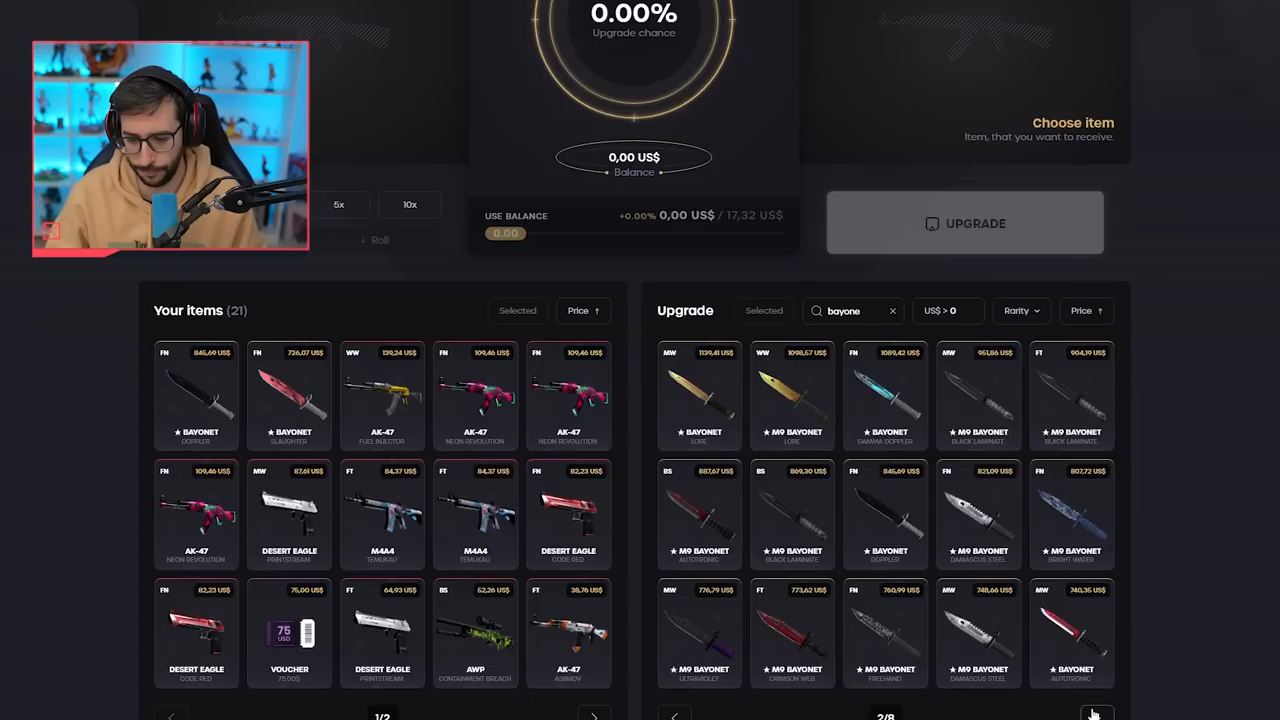 0.00%
Upgrade chance
Choose item
Item, that you want to receive.
0,00 US$
Balance
5x
10x
Roll
USE BALANCE
+0.00% 0,00 US$ / 17,32 US$
0.00
UPGRADE
Your items (21)
Selected
Price ↑
Upgrade
Selected
bayone
US$ > 0
Rarity
Price ↑
FN 845,69 US$
★ BAYONET
DOPPLER
FN 726,07 US$
★ BAYONET
SLAUGHTER
WW 139,24 US$
AK-47
FUEL INJECTOR
FN 109,46 US$
AK-47
NEON REVOLUTION
FN 109,46 US$
AK-47
NEON REVOLUTION
FN 109,46 US$
AK-47
NEON REVOLUTION
MW 87,61 US$
DESERT EAGLE
PRINTSTREAM
FT 84,37 US$
M4A4
TEMUKAU
FT 84,37 US$
M4A4
TEMUKAU
FN 82,23 US$
DESERT EAGLE
CODE RED
FN 82,23 US$
DESERT EAGLE
CODE RED
75,00 US$
75
USD
VOUCHER
75.00$
FT 64,93 US$
DESERT EAGLE
PRINTSTREAM
BS 52,26 US$
AWP
CONTAINMENT BREACH
FT 38,76 US$
AK-47
ASIIMOV
1/2
MW 1139,41 US$
★ BAYONET
LORE
WW 1098,57 US$
★ M9 BAYONET
LORE
FN 1089,42 US$
★ BAYONET
GAMMA DOPPLER
MW 951,86 US$
★ M9 BAYONET
BLACK LAMINATE
FT 904,19 US$
★ M9 BAYONET
BLACK LAMINATE
BS 887,67 US$
★ M9 BAYONET
AUTOTRONIC
BS 869,30 US$
★ M9 BAYONET
BLACK LAMINATE
FN 845,69 US$
★ BAYONET
DOPPLER
FN 821,09 US$
★ M9 BAYONET
DAMASCUS STEEL
FN 807,72 US$
★ M9 BAYONET
BRIGHT WATER
MW 776,79 US$
★ M9 BAYONET
ULTRAVIOLET
FT 773,62 US$
★ M9 BAYONET
CRIMSON WEB
FN 760,99 US$
★ M9 BAYONET
FREEHAND
MW 748,66 US$
★ M9 BAYONET
DAMASCUS STEEL
MW 740,35 US$
★ BAYONET
AUTOTRONIC
2/8